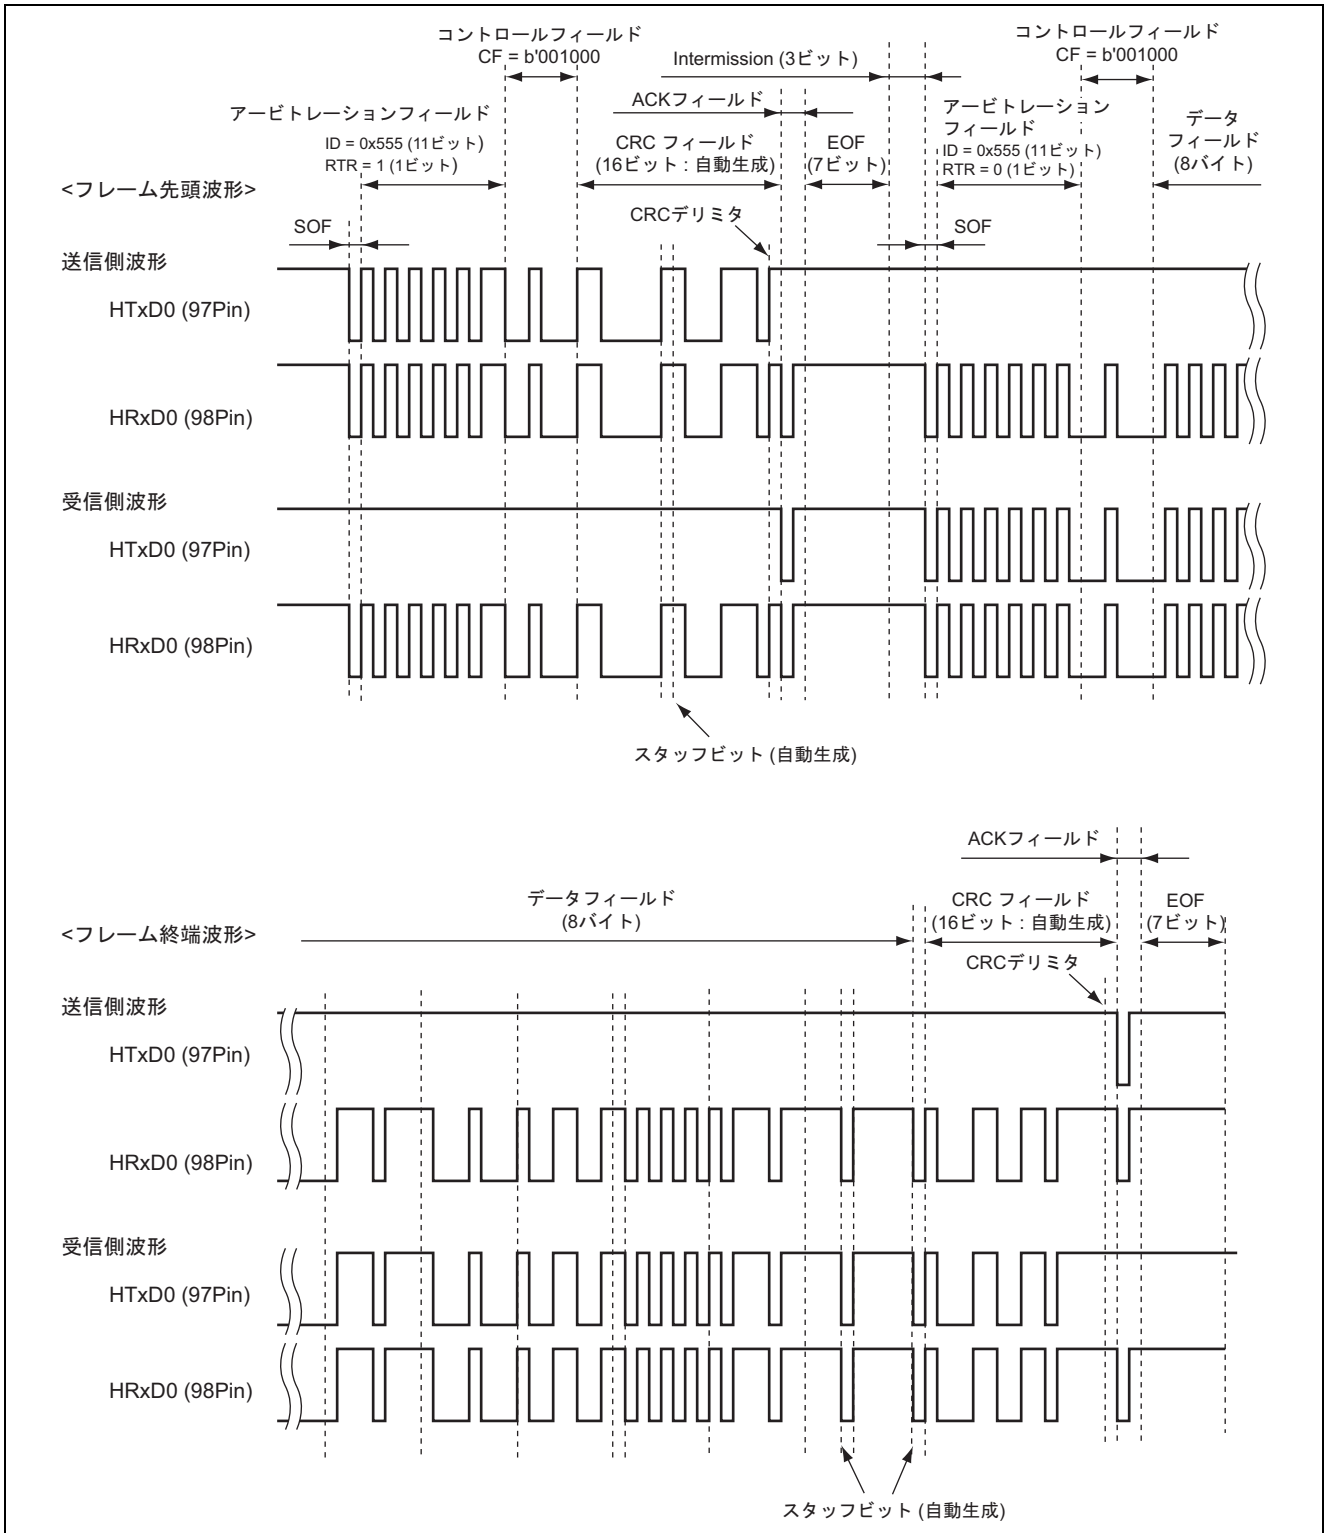 コントロールフィールド
CF = b'001000
Intermission (3ビット)
コントロールフィールド
CF = b'001000
アービトレーションフィールド
ID = 0x555 (11ビット)
RTR = 1 (1ビット)
ACKフィールド
CRC フィールド
(16ビット : 自動生成)
EOF
(7ビット)
アービトレーション
フィールド
ID = 0x555 (11ビット)
RTR = 0 (1ビット)
データ
フィールド
(8バイト)
<フレーム先頭波形>
CRCデリミタ
SOF
SOF
送信側波形
HTxD0 (97Pin)
HRxD0 (98Pin)
受信側波形
HTxD0 (97Pin)
HRxD0 (98Pin)
スタッフビット (自動生成)
ACKフィールド
データフィールド
(8バイト)
CRC フィールド
(16ビット : 自動生成)
EOF
(7ビット)
<フレーム終端波形>
CRCデリミタ
送信側波形
HTxD0 (97Pin)
HRxD0 (98Pin)
受信側波形
HTxD0 (97Pin)
HRxD0 (98Pin)
スタッフビット (自動生成)